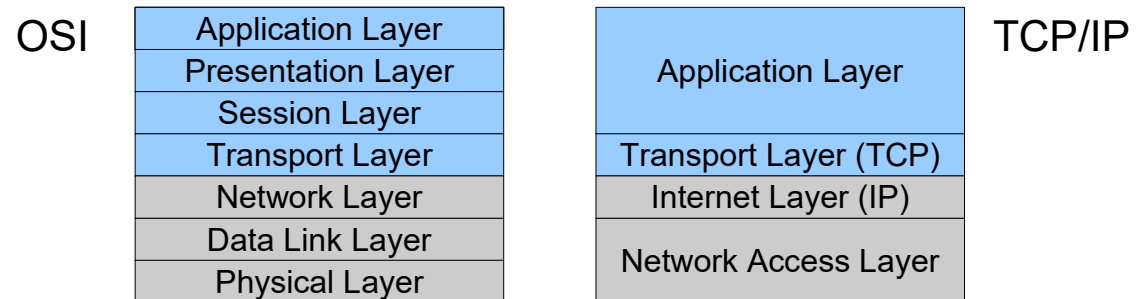 OSI
Application Layer
Presentation Layer
Session Layer
Transport Layer
Network Layer
Data Link Layer
Physical Layer
TCP/IP
Application Layer
Transport Layer (TCP)
Internet Layer (IP)
Network Access Layer